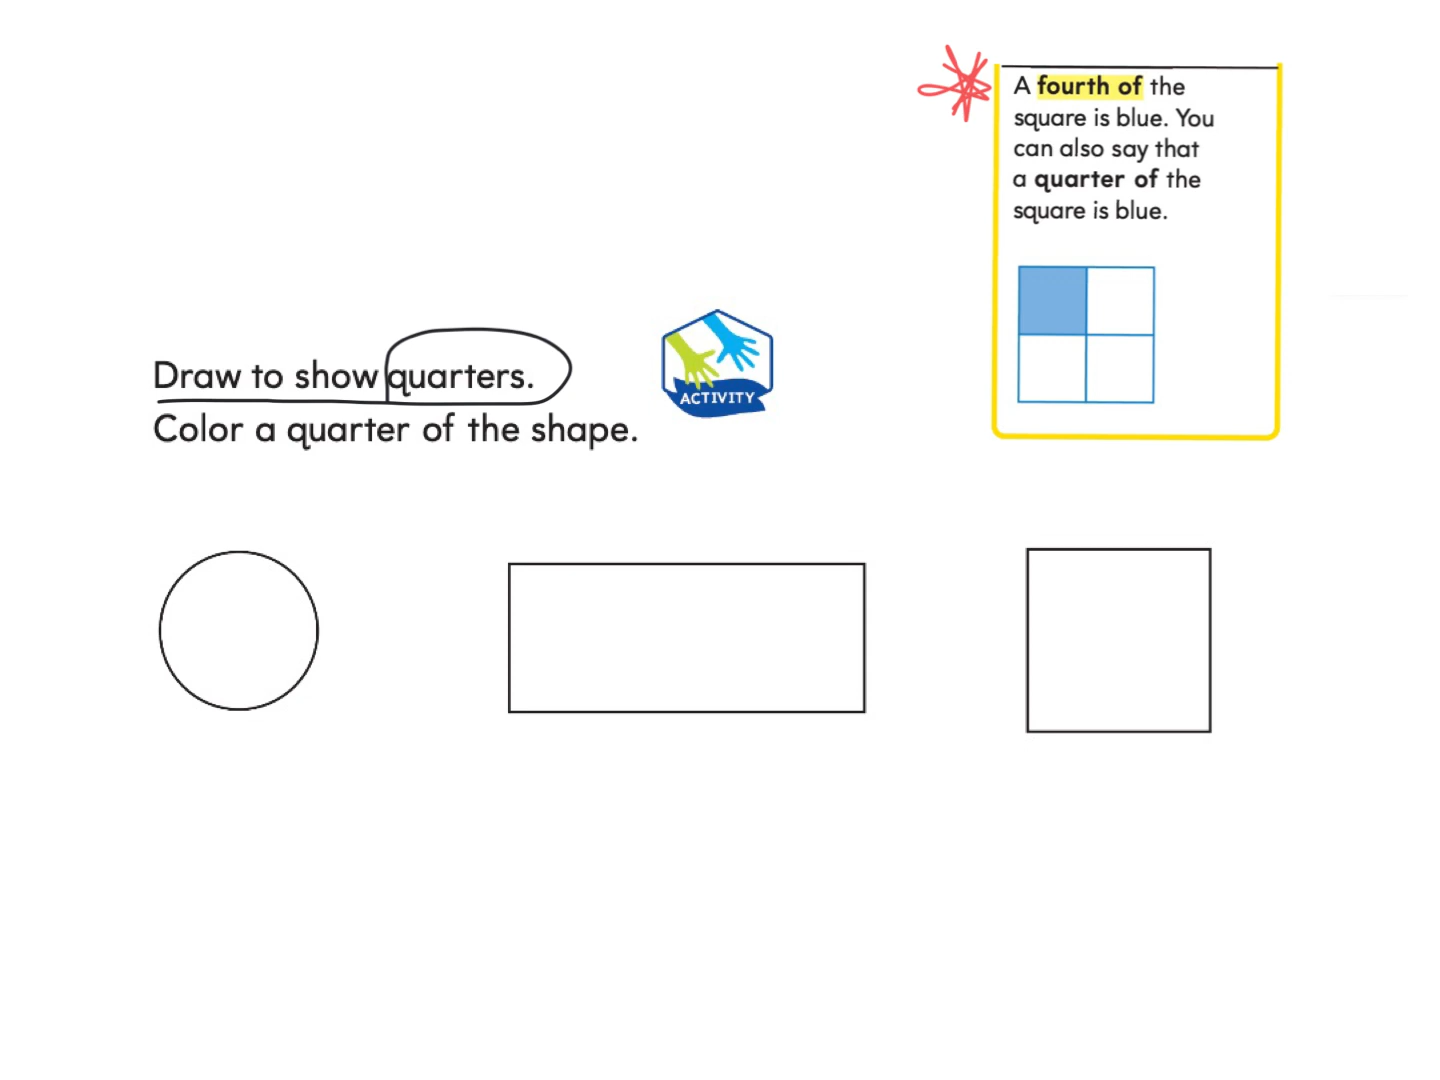 A fourth of the
square is blue. You
can also say that
a quarter of the
square is blue.
Draw to show quarters.
ACTIVITY
Color a quarter of the shape.